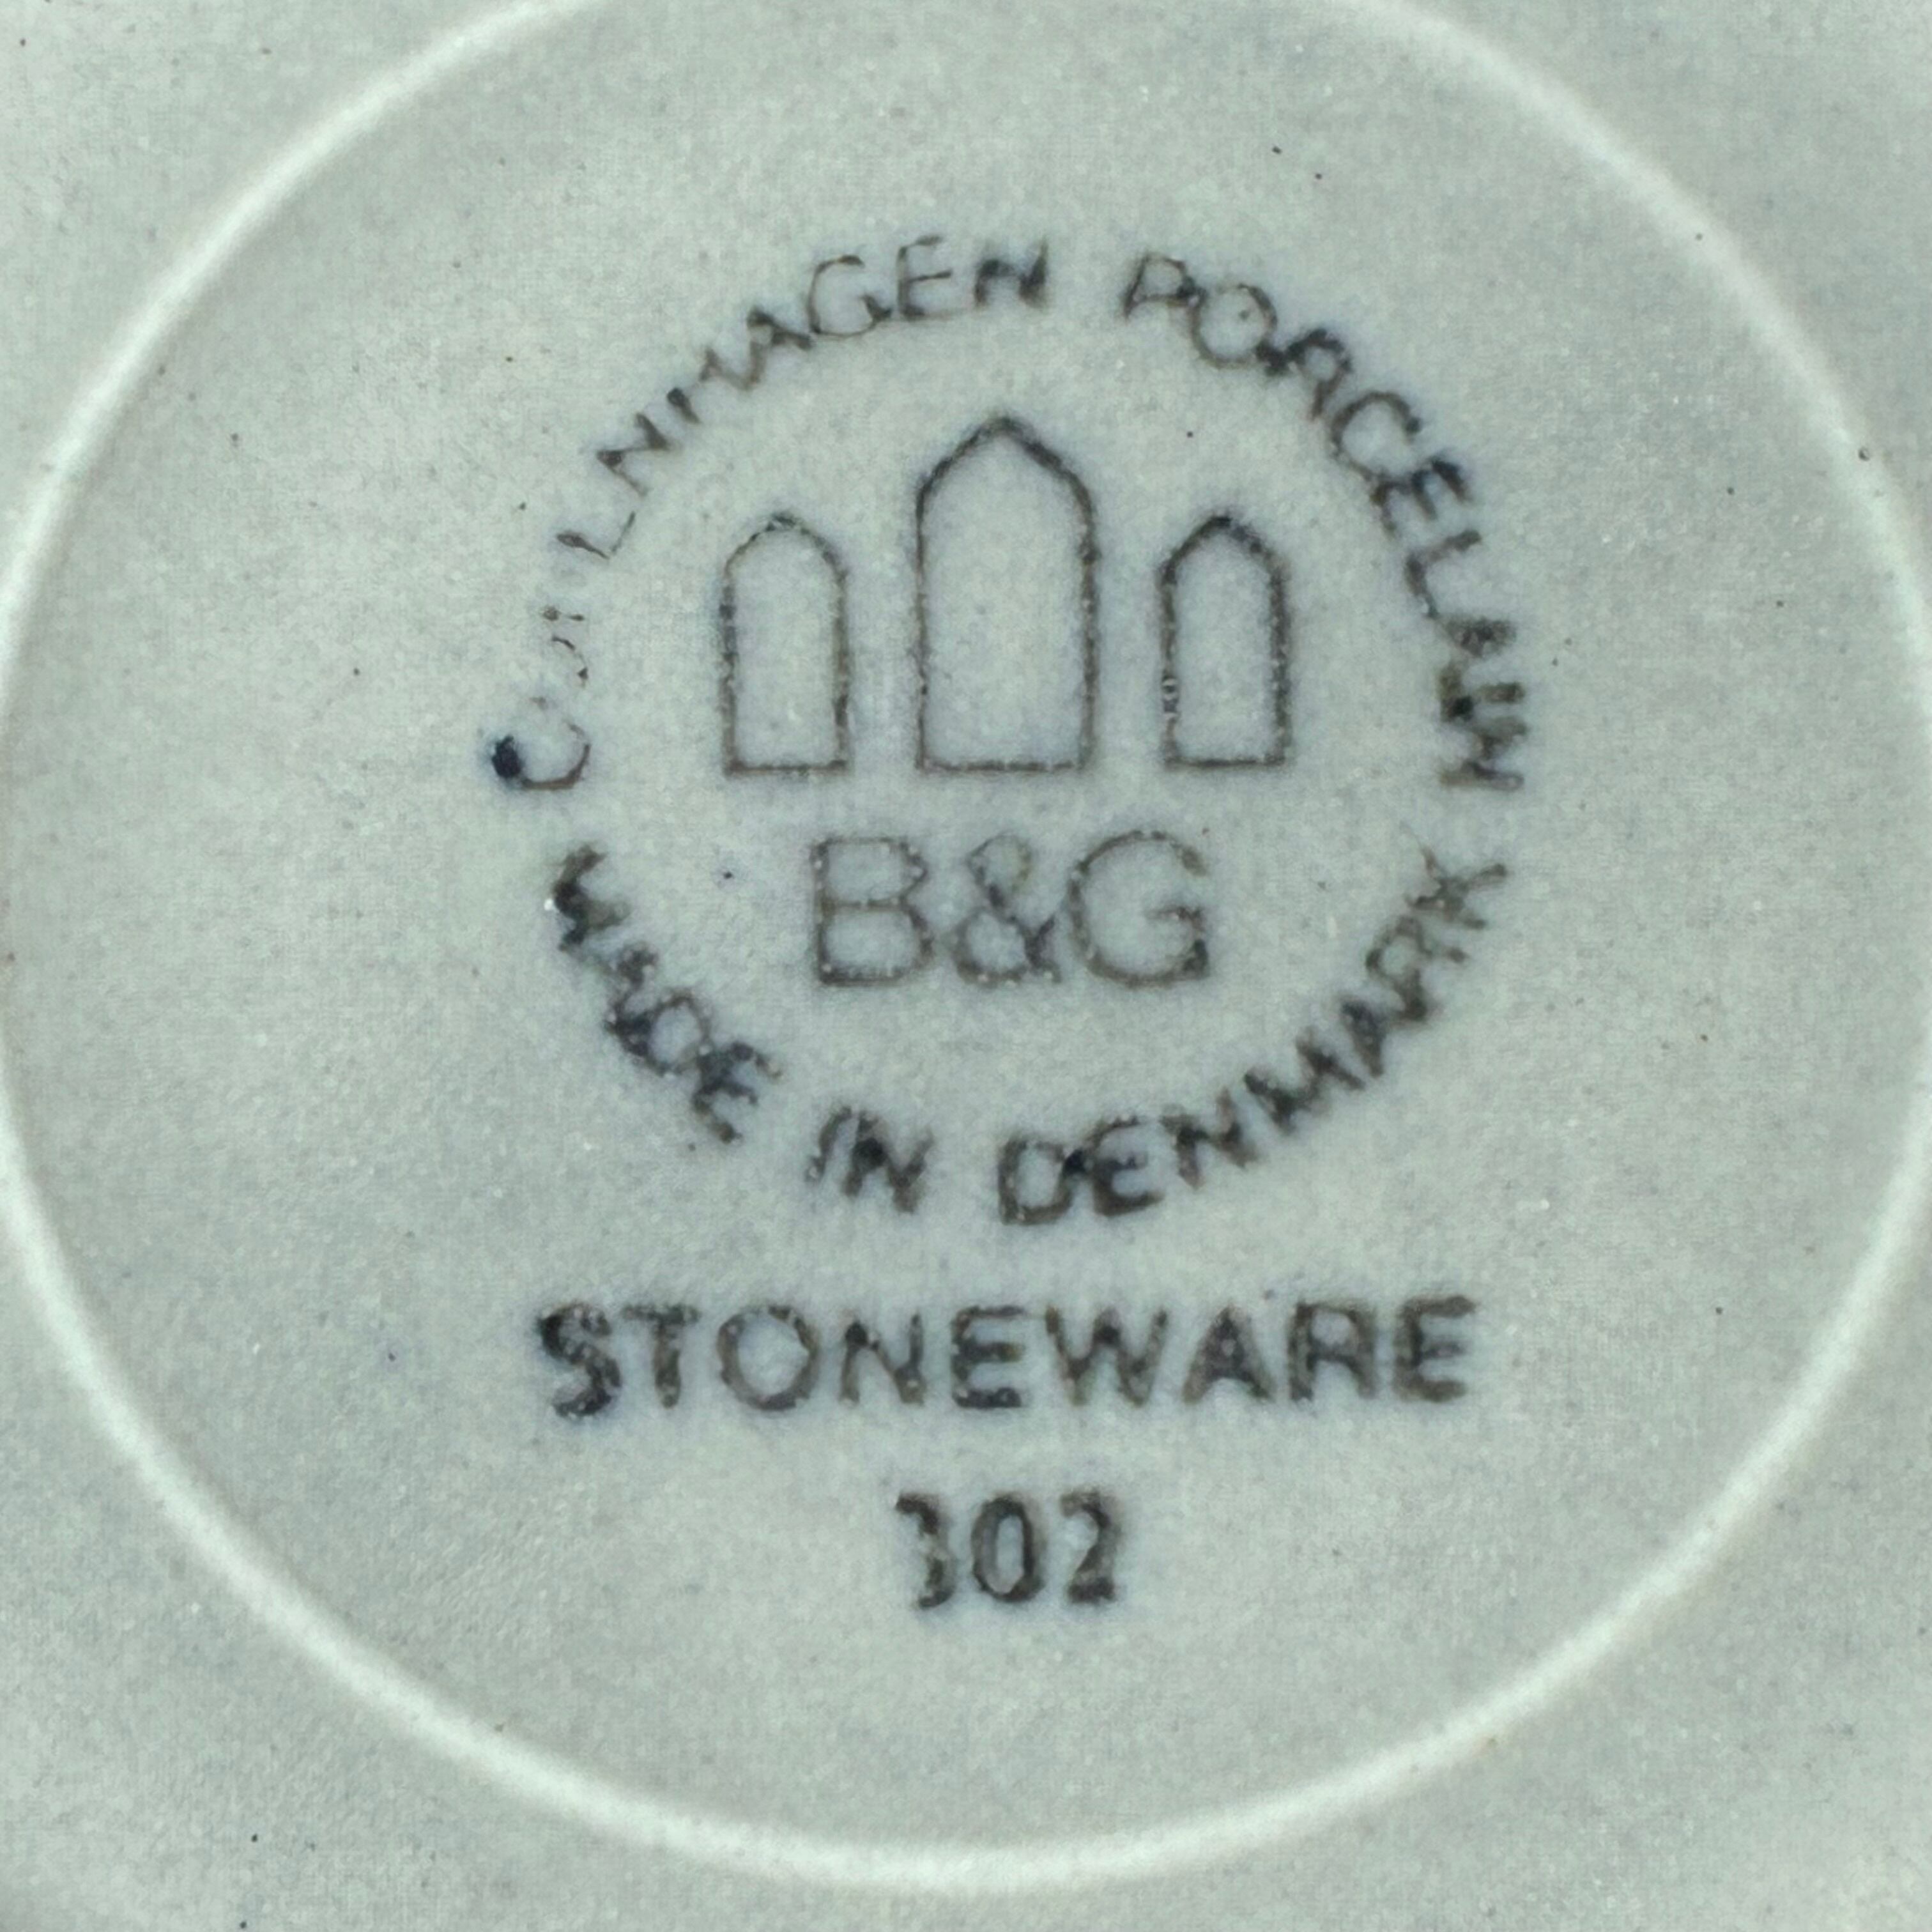 COPENHAGEN PORCELAIN
B&G
MADE IN DENMARK
STONEWARE
302